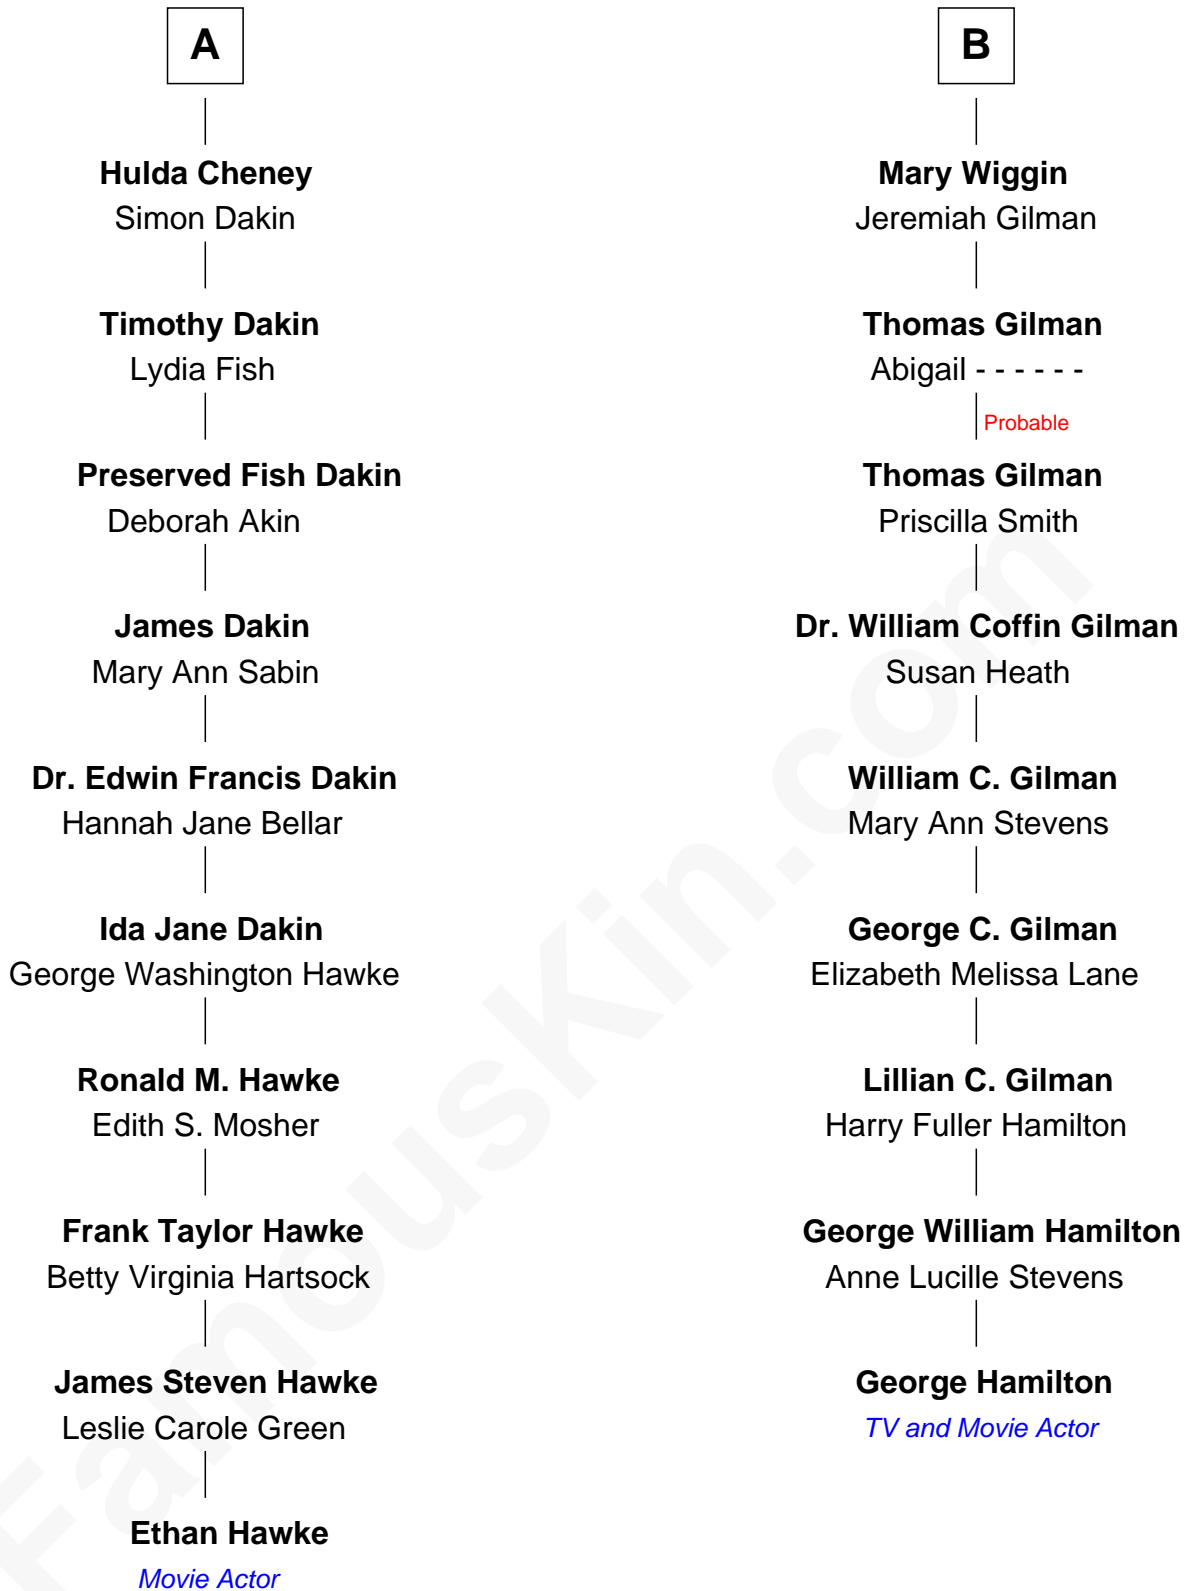 A
Hulda Cheney
Simon Dakin
Timothy Dakin
Lydia Fish
Preserved Fish Dakin
Deborah Akin
James Dakin
Mary Ann Sabin
Dr. Edwin Francis Dakin
Hannah Jane Bellar
Ida Jane Dakin
George Washington Hawke
Ronald M. Hawke
Edith S. Mosher
Frank Taylor Hawke
Betty Virginia Hartsock
James Steven Hawke
Leslie Carole Green
Ethan Hawke
Movie Actor
B
Mary Wiggin
Jeremiah Gilman
Thomas Gilman
Abigail - - - - - -
Probable
Thomas Gilman
Priscilla Smith
Dr. William Coffin Gilman
Susan Heath
William C. Gilman
Mary Ann Stevens
George C. Gilman
Elizabeth Melissa Lane
Lillian C. Gilman
Harry Fuller Hamilton
George William Hamilton
Anne Lucille Stevens
George Hamilton
TV and Movie Actor
FamousKin.com